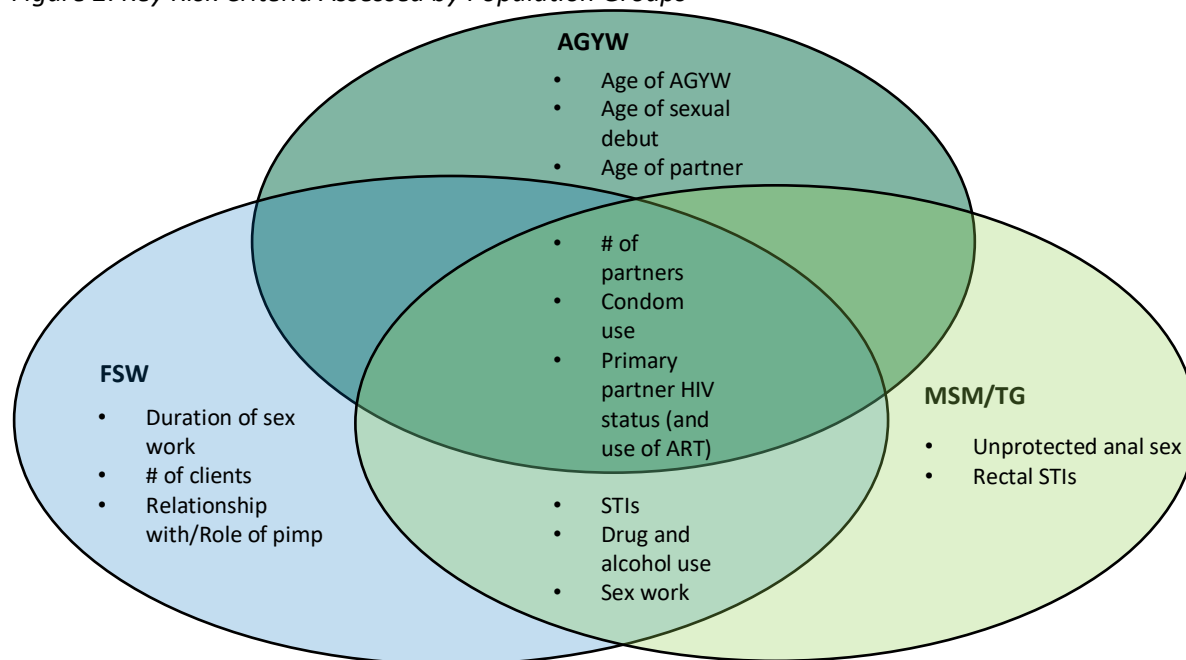 AGYW
• Age of AGYW
• Age of sexual
debut
• Age of partner
• # of
partners
• Condom
use
• Primary
partner HIV
status (and
use of ART)
FSW
• Duration of sex
work
• # of clients
• Relationship
with/Role of pimp
MSM/TG
• Unprotected anal sex
• Rectal STIs
• STIs
• Drug and
alcohol use
• Sex work